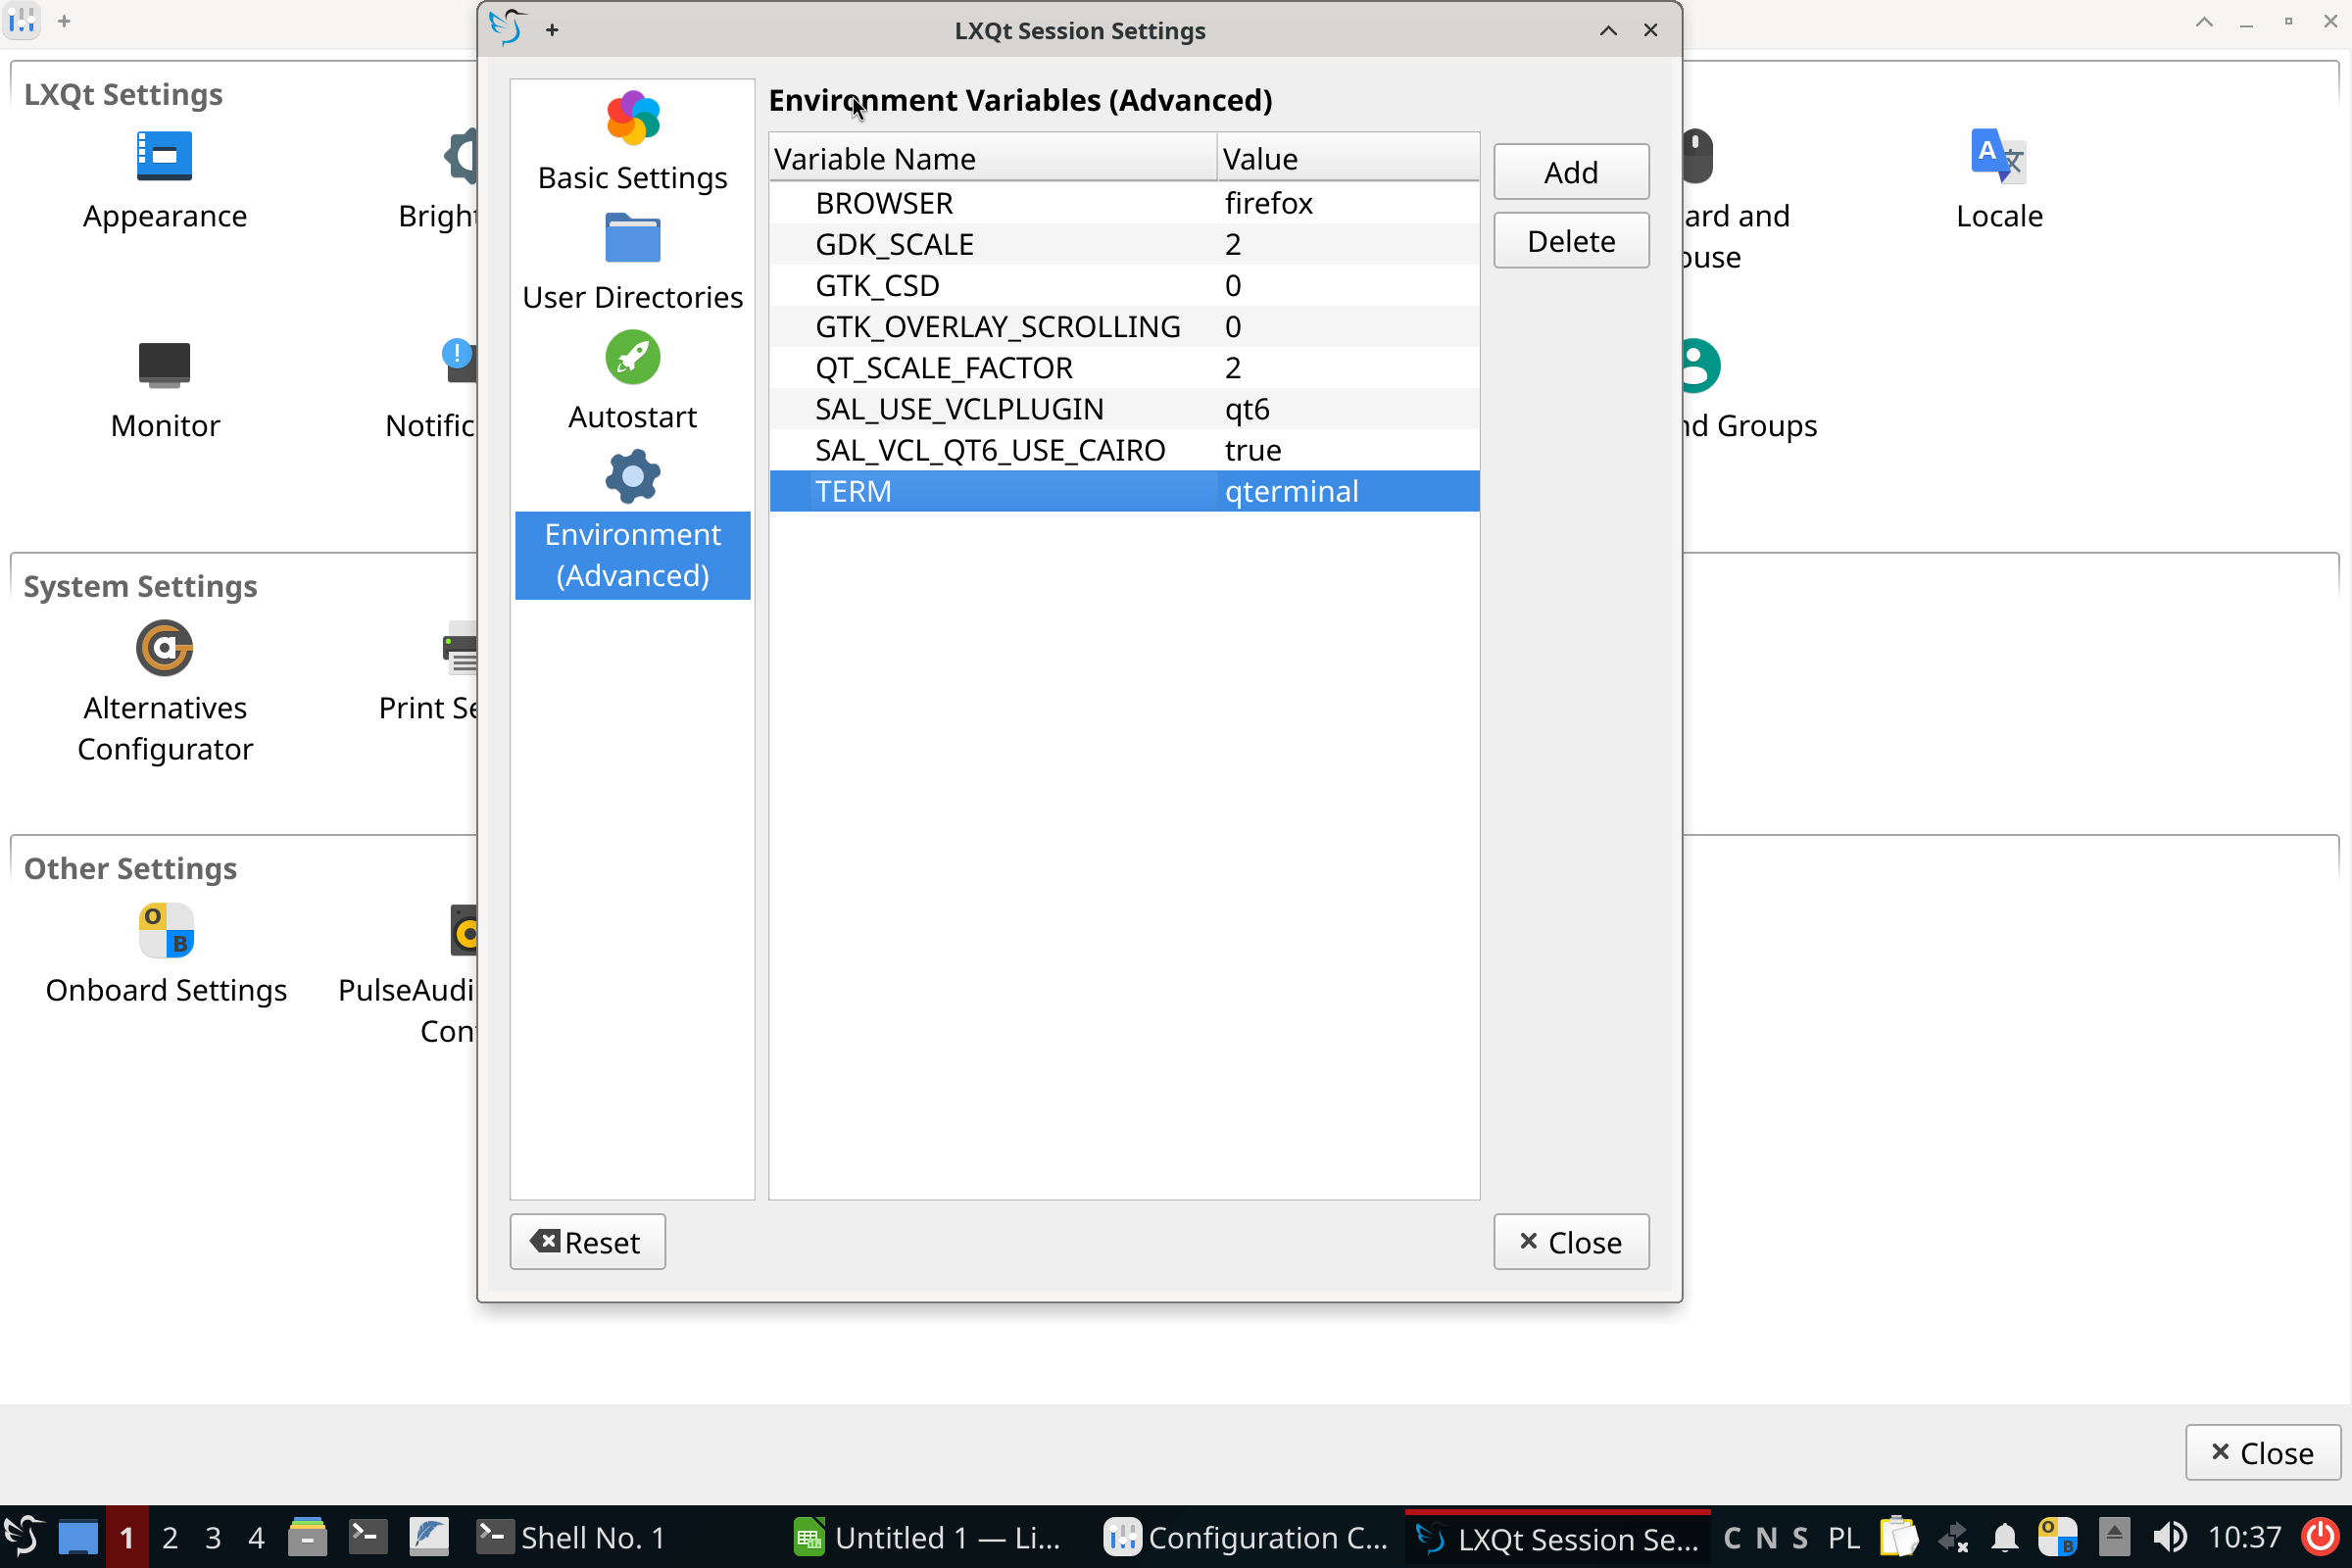 LXQt Session Settings
LXQt Settings
Appearance
Bright
ard and
ouse
Locale
Monitor
Notific
nd Groups
System Settings
Alternatives
Configurator
Print Se
Other Settings
Onboard Settings
PulseAudi
Con
Basic Settings
User Directories
Autostart
Environment
(Advanced)
Environment Variables (Advanced)
Variable Name Value
BROWSER firefox
GDK_SCALE 2
GTK_CSD 0
GTK_OVERLAY_SCROLLING 0
QT_SCALE_FACTOR 2
SAL_USE_VCLPLUGIN qt6
SAL_VCL_QT6_USE_CAIRO true
TERM qterminal
Add
Delete
Reset
Close
Close
1 2 3 4 Shell No. 1 Untitled 1 — Li... Configuration C... LXQt Session Se... C N S PL 10:37